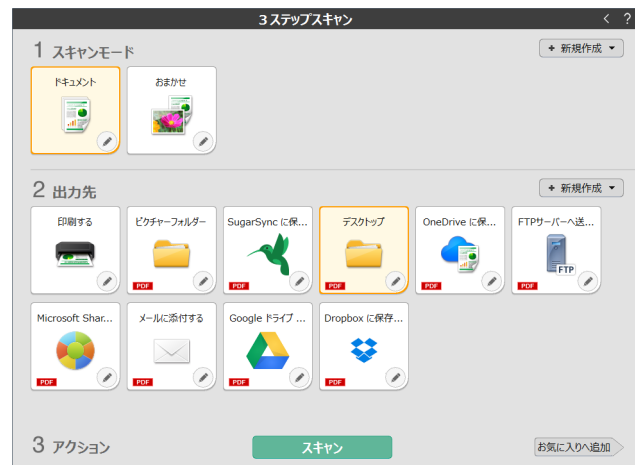 3ステップスキャン < ?
1 スキャンモード + 新規作成
ドキュメント おまかせ
2 出力先 + 新規作成
印刷する ピクチャーフォルダー SugarSync に保... デスクトップ OneDrive に保... FTPサーバーへ送...
PDF PDF PDF PDF FTP PDF
Microsoft Shar... メールに添付する Google ドライブ ... Dropbox に保存...
PDF PDF PDF PDF
3 アクション スキャン お気に入りへ追加